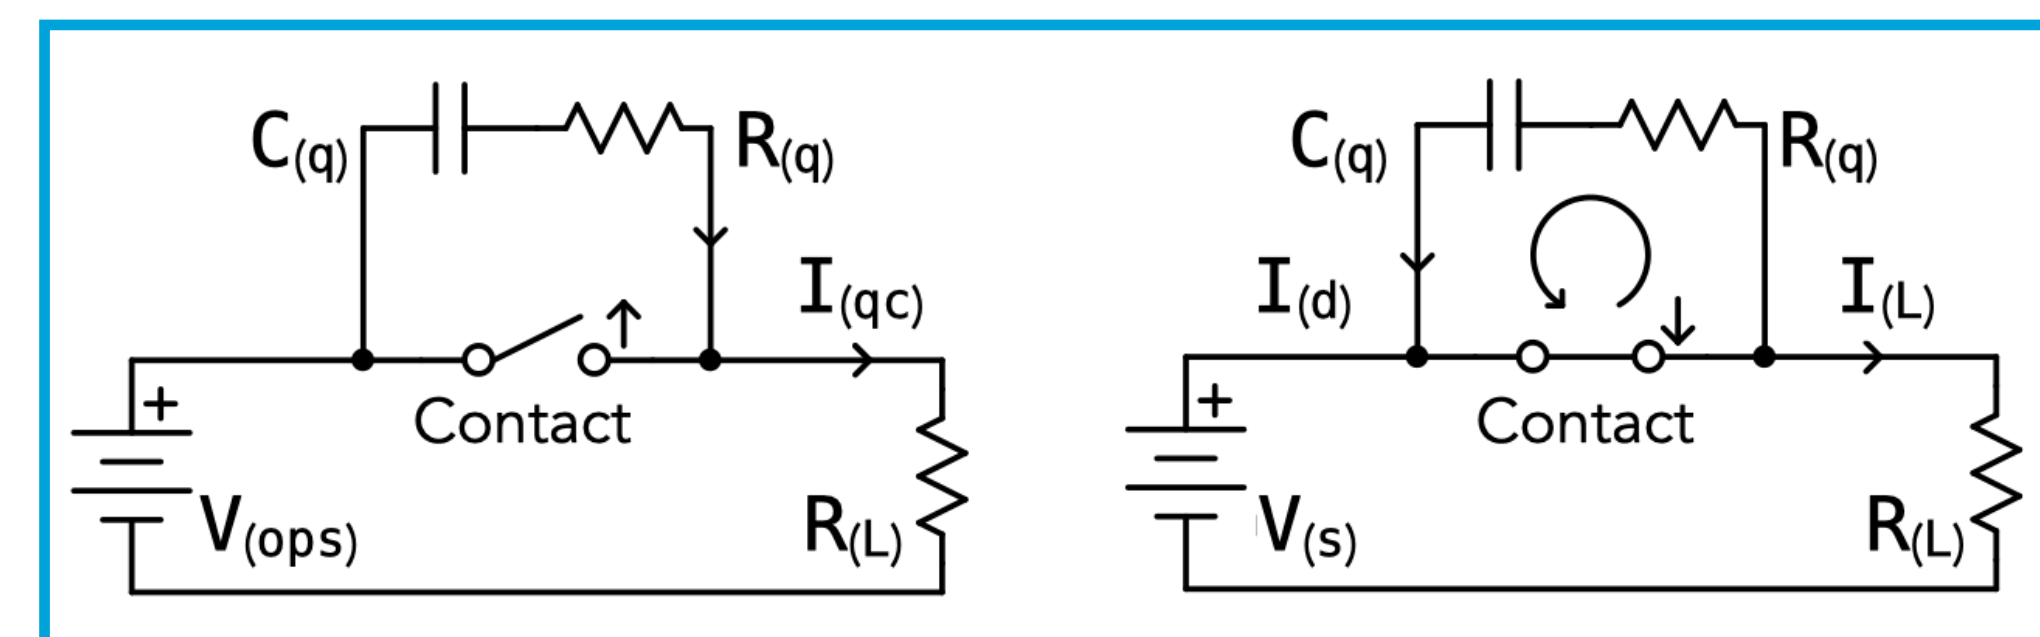 C(q)
R(q)
I(qc)
Contact
+
V(ops)
R(L)
C(q)
R(q)
I(d)
I(L)
Contact
+
V(s)
R(L)